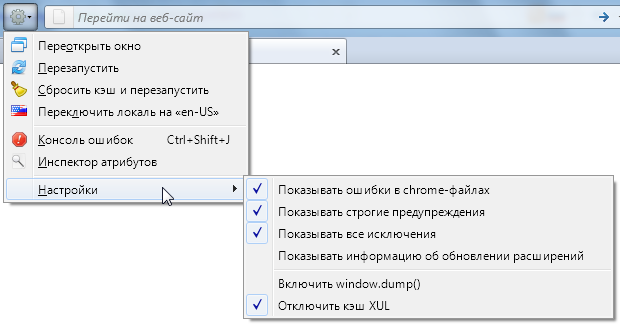 Перейти на веб-сайт
Переоткрыть окно
Перезапустить
Сбросить кэш и перезапустить
Переключить локаль на «en-US»
Консоль ошибок Ctrl+Shift+J
Инспектор атрибутов
Настройки
Показывать ошибки в chrome-файлах
Показывать строгие предупреждения
Показывать все исключения
Показывать информацию об обновлении расширений
Включить window.dump()
Отключить кэш XUL